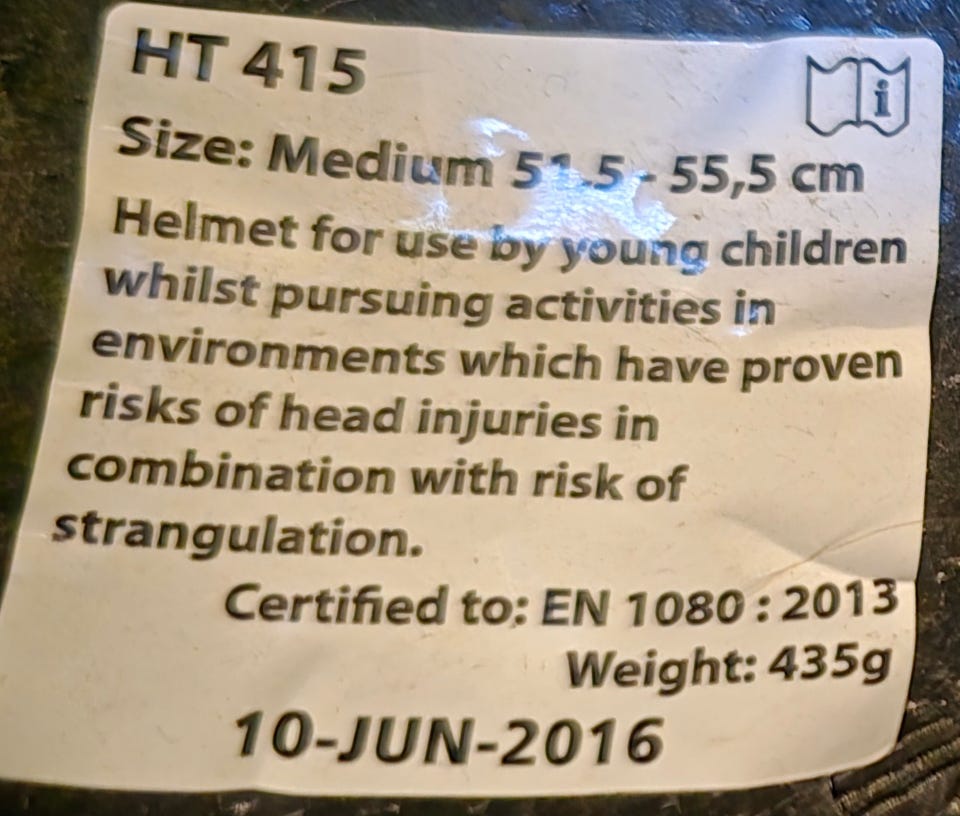 HT 415
i
Size: Medium 51.5 - 55,5 cm
Helmet for use by young children
whilst pursuing activities in
environments which have proven
risks of head injuries in
combination with risk of
strangulation.
Certified to: EN 1080 : 2013
Weight: 435g
10-JUN-2016